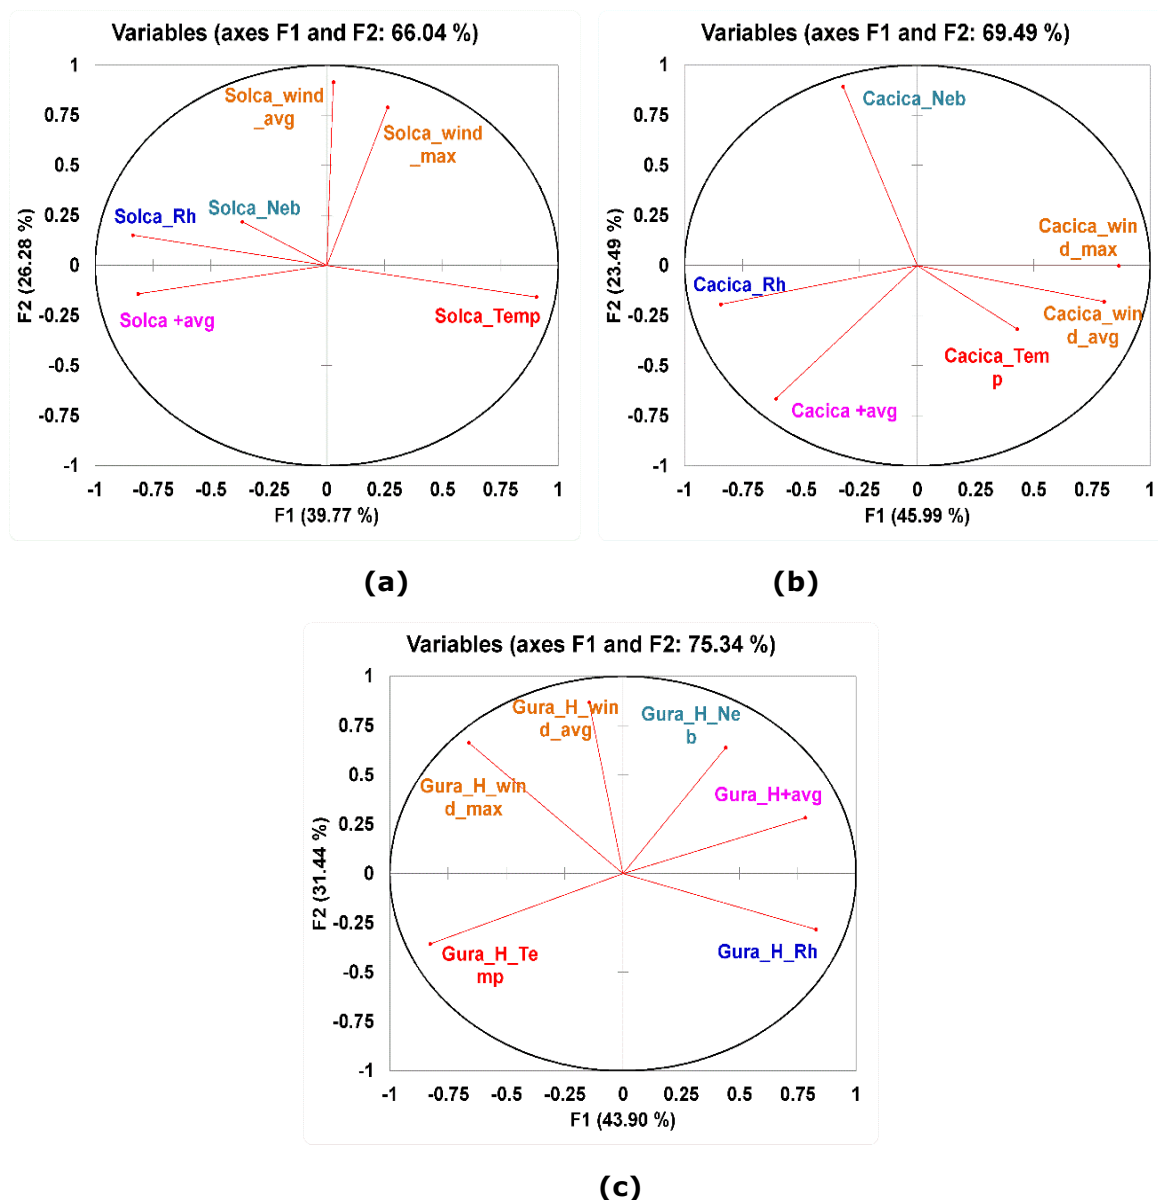 Variables (axes F1 and F2: 66.04 %)
1
0.75
0.5
0.25
0
-0.25
-0.5
-0.75
-1
F2 (26.28 %)
Solca_wind
_avg
Solca_wind
_max
Solca_Rh
Solca_Neb
Solca +avg
Solca_Temp
-1
-0.75
-0.5
-0.25
0
0.25
0.5
0.75
1
F1 (39.77 %)
(a)
Variables (axes F1 and F2: 69.49 %)
1
0.75
0.5
0.25
0
-0.25
-0.5
-0.75
-1
F2 (23.49 %)
Cacica_Neb
Cacica_win
d_max
Cacica_Rh
Cacica_win
d_avg
Cacica_Tem
p
Cacica +avg
-1
-0.75
-0.5
-0.25
0
0.25
0.5
0.75
1
F1 (45.99 %)
(b)
Variables (axes F1 and F2: 75.34 %)
1
0.75
0.5
0.25
0
-0.25
-0.5
-0.75
-1
F2 (31.44 %)
Gura_H_win
d_avg
Gura_H_Ne
b
Gura_H_win
d_max
Gura_H+avg
Gura_H_Te
mp
Gura_H_Rh
-1
-0.75
-0.5
-0.25
0
0.25
0.5
0.75
1
F1 (43.90 %)
(c)